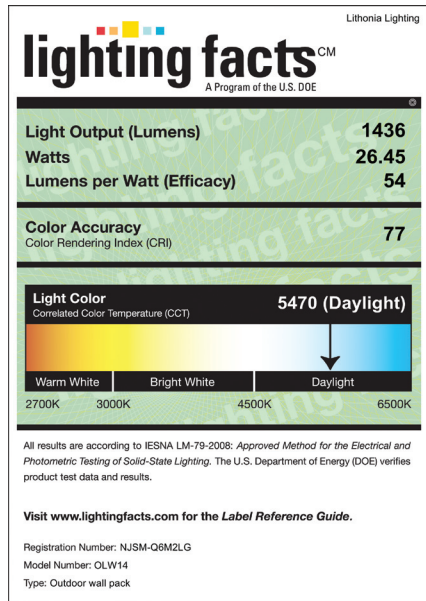 Lithonia Lighting
lighting facts CM
A Program of the U.S. DOE
Light Output (Lumens) 1436
Watts 26.45
Lumens per Watt (Efficacy) 54
Color Accuracy 77
Color Rendering Index (CRI)
Light Color 5470 (Daylight)
Correlated Color Temperature (CCT)
Warm White Bright White Daylight
2700K 3000K 4500K 6500K
All results are according to IESNA LM-79-2008: Approved Method for the Electrical and
Photometric Testing of Solid-State Lighting. The U.S. Department of Energy (DOE) verifies
product test data and results.
Visit www.lightingfacts.com for the Label Reference Guide.
Registration Number: NJSM-Q6M2LG
Model Number: OLW14
Type: Outdoor wall pack